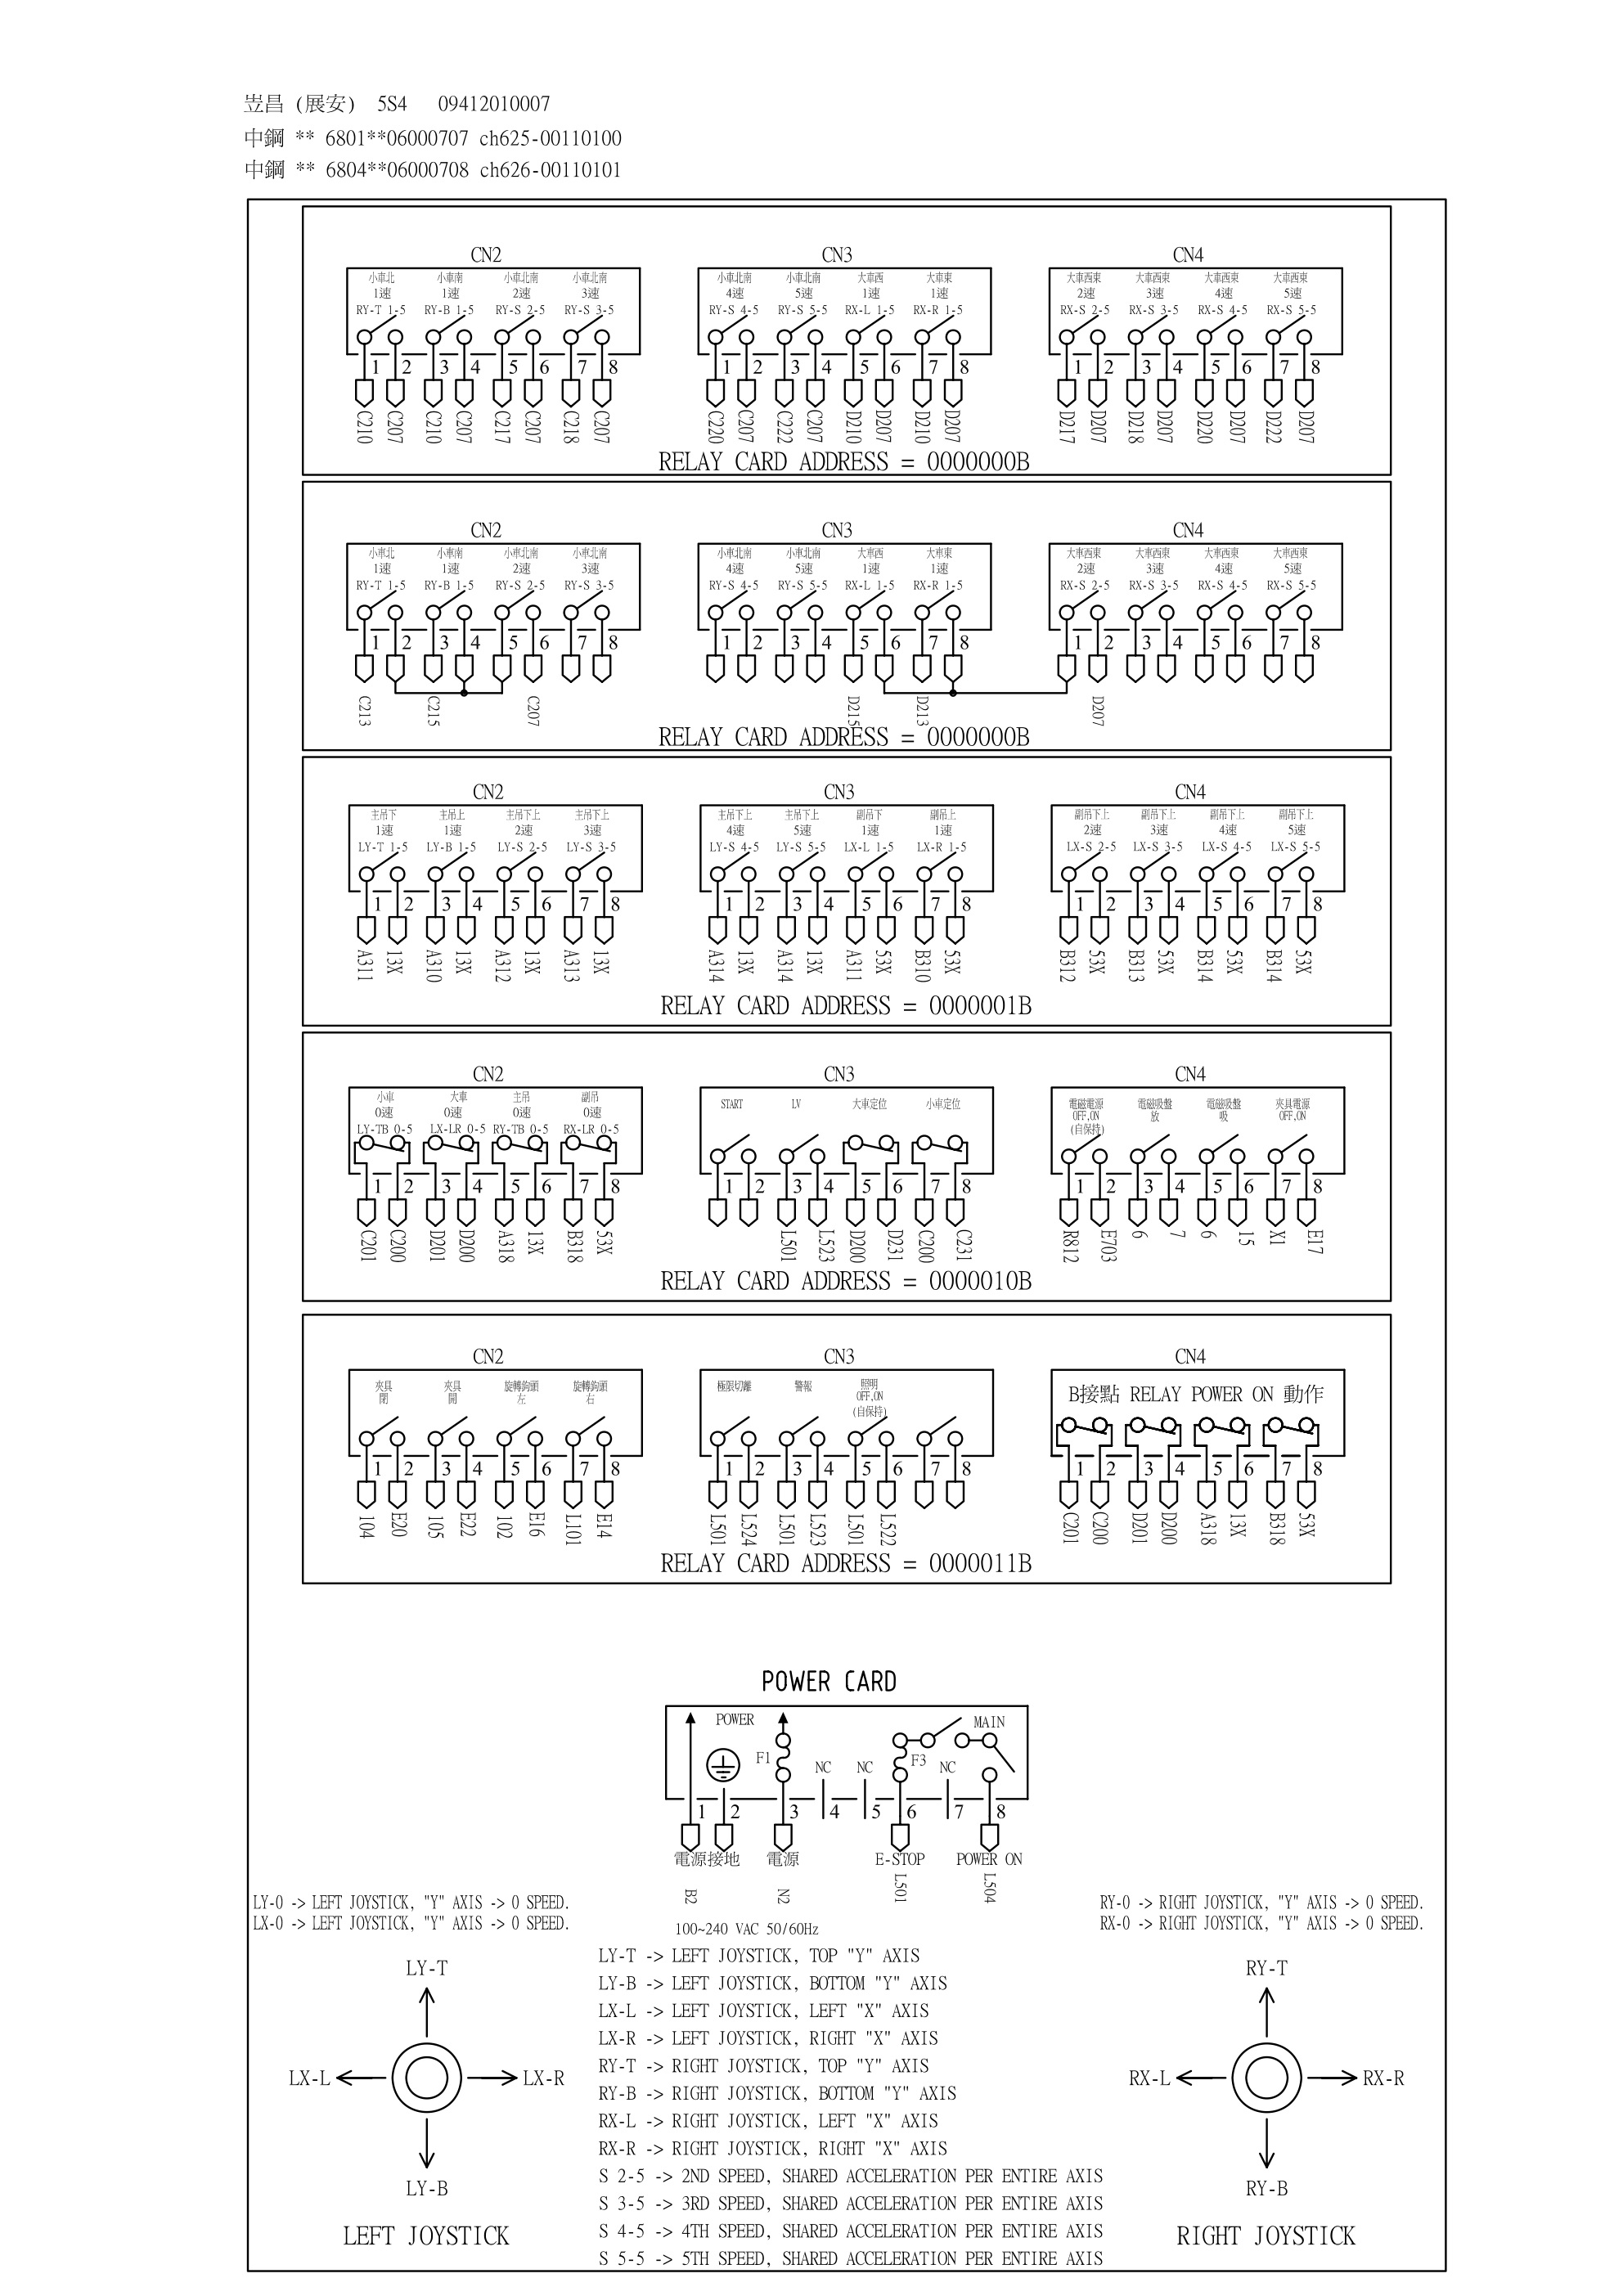 岦昌 (展安) 5S4 09412010007
中鋼 ** 6801**06000707 ch625-00110100
中鋼 ** 6804**06000708 ch626-00110101
CN2 CN3 CN4
小車北 小車南 小車北南 小車北南 小車北南 小車北南 大車西 大車東 大車西東 大車西東 大車西東 大車西東
1速 1速 2速 3速 4速 5速 1速 1速 2速 3速 4速 5速
RY-T 1-5 RY-B 1-5 RY-S 2-5 RY-S 3-5 RY-S 4-5 RY-S 5-5 RX-L 1-5 RX-R 1-5 RX-S 2-5 RX-S 3-5 RX-S 4-5 RX-S 5-5
1 2 3 4 5 6 7 8 1 2 3 4 5 6 7 8 1 2 3 4 5 6 7 8
C210 C207 C210 C207 C217 C207 C218 C207 C220 C207 C222 C207 D210 D207 D210 D207 D217 D207 D218 D207 D220 D207 D222 D207
RELAY CARD ADDRESS = 0000000B
CN2 CN3 CN4
小車北 小車南 小車北南 小車北南 小車北南 小車北南 大車西 大車東 大車西東 大車西東 大車西東 大車西東
1速 1速 2速 3速 4速 5速 1速 1速 2速 3速 4速 5速
RY-T 1-5 RY-B 1-5 RY-S 2-5 RY-S 3-5 RY-S 4-5 RY-S 5-5 RX-L 1-5 RX-R 1-5 RX-S 2-5 RX-S 3-5 RX-S 4-5 RX-S 5-5
1 2 3 4 5 6 7 8 1 2 3 4 5 6 7 8 1 2 3 4 5 6 7 8
C213 C215 C207 D215 D213 D207
RELAY CARD ADDRESS = 0000000B
CN2 CN3 CN4
主吊下 主吊上 主吊下上 主吊下上 主吊下上 主吊下上 副吊下 副吊上 副吊下上 副吊下上 副吊下上 副吊下上
1速 1速 2速 3速 4速 5速 1速 1速 2速 3速 4速 5速
LY-T 1-5 LY-B 1-5 LY-S 2-5 LY-S 3-5 LY-S 4-5 LY-S 5-5 LX-L 1-5 LX-R 1-5 LX-S 2-5 LX-S 3-5 LX-S 4-5 LX-S 5-5
1 2 3 4 5 6 7 8 1 2 3 4 5 6 7 8 1 2 3 4 5 6 7 8
A311 13X A310 13X A312 13X A313 13X A314 13X A314 13X A311 53X B310 53X B312 53X B313 53X B314 53X B314 53X
RELAY CARD ADDRESS = 0000001B
CN2 CN3 CN4
小車 大車 主吊 副吊 START LV 大車定位 小車定位 電磁電源 電磁吸盤 電磁吸盤 夾具電源
0速 0速 0速 0速 OFF,ON 放 吸 OFF,ON
LY-TB 0-5 LX-LR 0-5 RY-TB 0-5 RX-LR 0-5 (自保持)
1 2 3 4 5 6 7 8 1 2 3 4 5 6 7 8 1 2 3 4 5 6 7 8
C201 C200 D201 D200 A318 13X B318 53X L501 L523 D200 D231 C200 C231 R812 E703 6 7 6 15 X1 E17
RELAY CARD ADDRESS = 0000010B
CN2 CN3 CN4
夾具 夾具 旋轉鉤頭 旋轉鉤頭 極限切離 警報 照明
閉 開 左 右 OFF,ON B接點 RELAY POWER ON 動作
(自保持)
1 2 3 4 5 6 7 8 1 2 3 4 5 6 7 8 1 2 3 4 5 6 7 8
104 E20 105 E22 102 E16 L101 E14 L501 L524 L501 L523 L501 L522 C201 C200 D201 D200 A318 13X B318 53X
RELAY CARD ADDRESS = 0000011B
POWER CARD
POWER MAIN
F1 NC NC F3 NC
1 2 3 4 5 6 7 8
電源接地 電源 E-STOP POWER ON
B2 N2 L501 L504
100~240 VAC 50/60Hz
LY-0 -> LEFT JOYSTICK, "Y" AXIS -> 0 SPEED.
LX-0 -> LEFT JOYSTICK, "Y" AXIS -> 0 SPEED.
RY-0 -> RIGHT JOYSTICK, "Y" AXIS -> 0 SPEED.
RX-0 -> RIGHT JOYSTICK, "Y" AXIS -> 0 SPEED.
LY-T
LX-L LX-R
LY-B
LEFT JOYSTICK
LY-T -> LEFT JOYSTICK, TOP "Y" AXIS
LY-B -> LEFT JOYSTICK, BOTTOM "Y" AXIS
LX-L -> LEFT JOYSTICK, LEFT "X" AXIS
LX-R -> LEFT JOYSTICK, RIGHT "X" AXIS
RY-T -> RIGHT JOYSTICK, TOP "Y" AXIS
RY-B -> RIGHT JOYSTICK, BOTTOM "Y" AXIS
RX-L -> RIGHT JOYSTICK, LEFT "X" AXIS
RX-R -> RIGHT JOYSTICK, RIGHT "X" AXIS
S 2-5 -> 2ND SPEED, SHARED ACCELERATION PER ENTIRE AXIS
S 3-5 -> 3RD SPEED, SHARED ACCELERATION PER ENTIRE AXIS
S 4-5 -> 4TH SPEED, SHARED ACCELERATION PER ENTIRE AXIS
S 5-5 -> 5TH SPEED, SHARED ACCELERATION PER ENTIRE AXIS
RY-T
RX-L RX-R
RY-B
RIGHT JOYSTICK